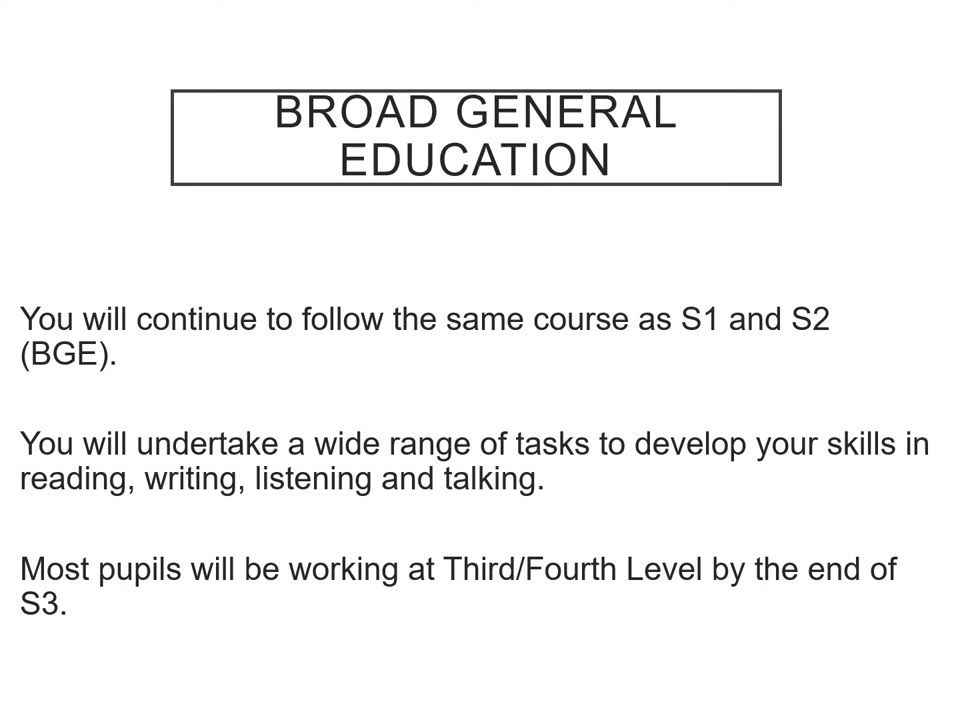 BROAD GENERAL
EDUCATION
You will continue to follow the same course as S1 and S2
(BGE).
You will undertake a wide range of tasks to develop your skills in
reading, writing, listening and talking.
Most pupils will be working at Third/Fourth Level by the end of
S3.